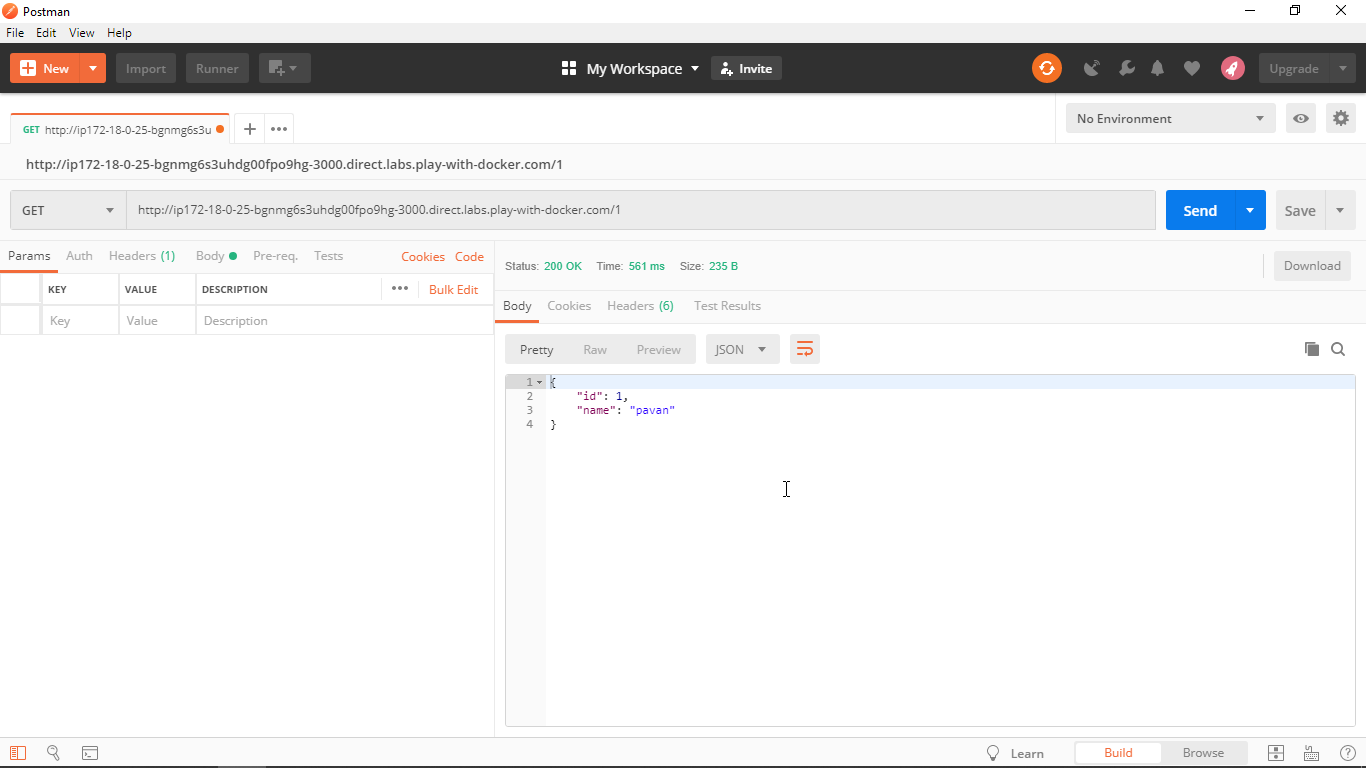 Postman
File Edit View Help
New Import Runner My Workspace Invite Upgrade
GET http://ip172-18-0-25-bgnmg6s3u + ••• No Environment
http://ip172-18-0-25-bgnmg6s3uhdg00fpo9hg-3000.direct.labs.play-with-docker.com/1
GET http://ip172-18-0-25-bgnmg6s3uhdg00fpo9hg-3000.direct.labs.play-with-docker.com/1 Send Save
Params Auth Headers (1) Body Pre-req. Tests Cookies Code
KEY VALUE DESCRIPTION ••• Bulk Edit
Key Value Description
Status: 200 OK Time: 561 ms Size: 235 B Download
Body Cookies Headers (6) Test Results
Pretty Raw Preview JSON
1 {
2 "id": 1,
3 "name": "pavan"
4 }
Learn Build Browse ?